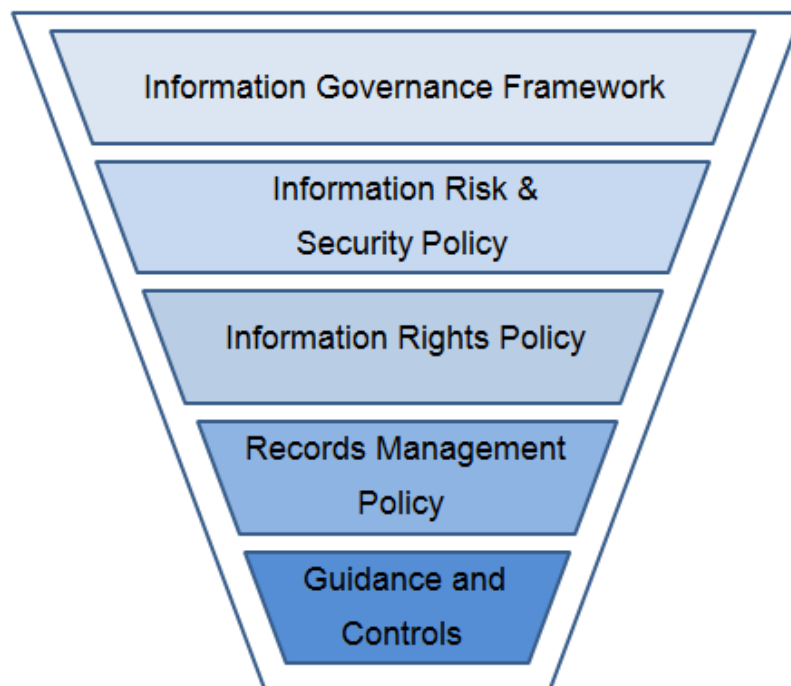 Information Governance Framework
Information Risk &
Security Policy
Information Rights Policy
Records Management
Policy
Guidance and
Controls